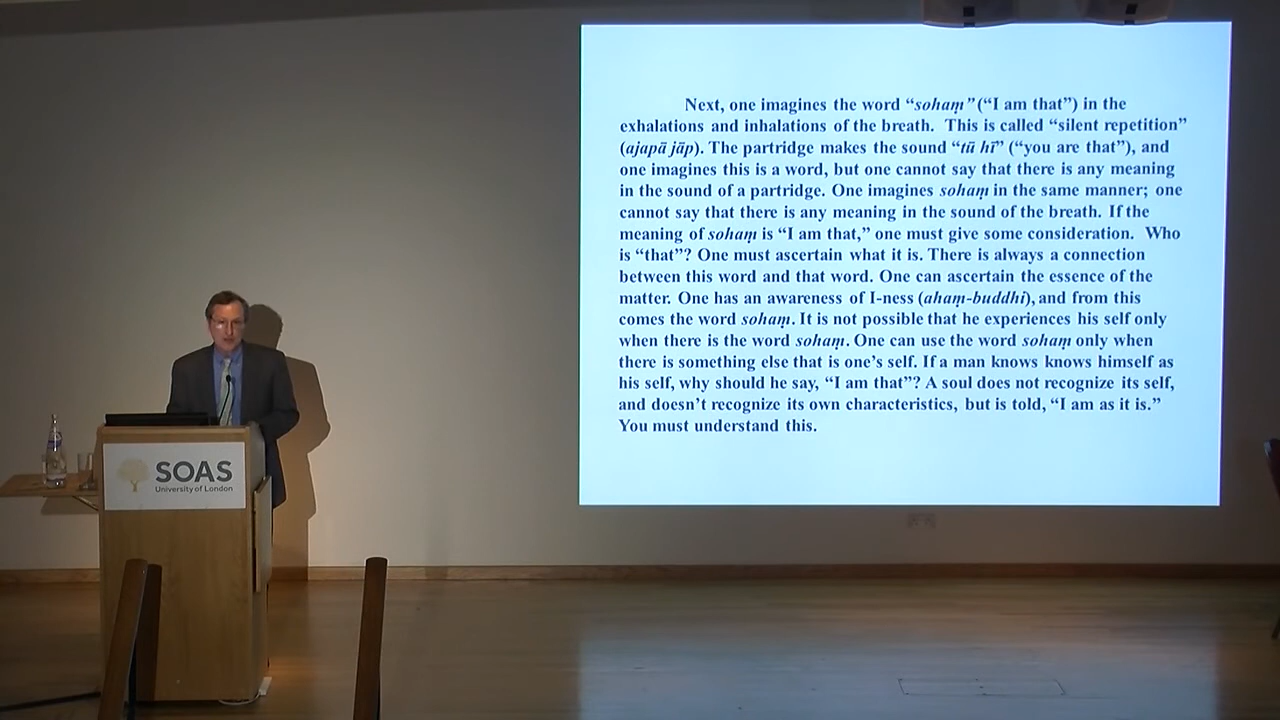 Next, one imagines the word “sohaṃ” (“I am that”) in the
exhalations and inhalations of the breath. This is called “silent repetition”
(ajapā jāp). The partridge makes the sound “tū hī” (“you are that”), and
one imagines this is a word, but one cannot say that there is any meaning
in the sound of a partridge. One imagines sohaṃ in the same manner; one
cannot say that there is any meaning in the sound of the breath. If the
meaning of sohaṃ is “I am that,” one must give some consideration. Who
is “that”? One must ascertain what it is. There is always a connection
between this word and that word. One can ascertain the essence of the
matter. One has an awareness of I-ness (ahaṃ-buddhi), and from this
comes the word sohaṃ. It is not possible that he experiences his self only
when there is the word sohaṃ. One can use the word sohaṃ only when
there is something else that is one’s self. If a man knows knows himself as
his self, why should he say, “I am that”? A soul does not recognize its self,
and doesn’t recognize its own characteristics, but is told, “I am as it is.”
You must understand this.
SOAS
University of London